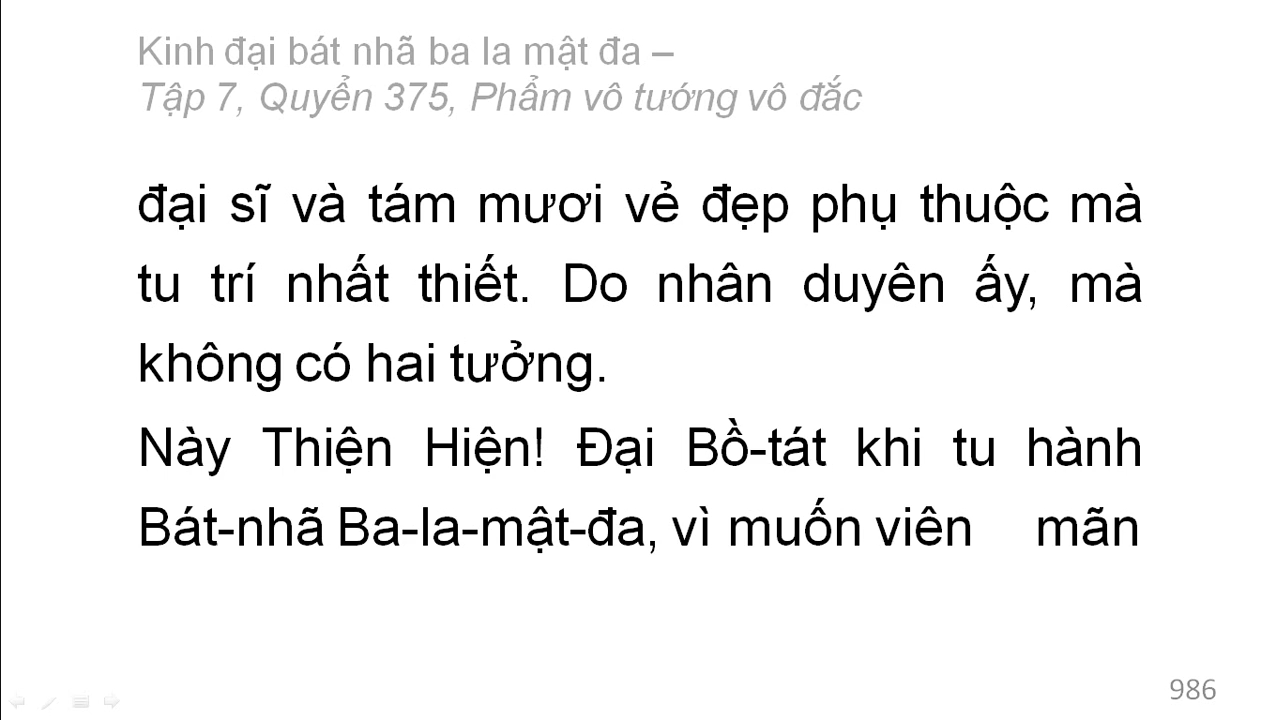 Kinh đại bát nhã ba la mật đa –
Tập 7, Quyển 375, Phẩm vô tướng vô đắc
đại sĩ và tám mươi vẻ đẹp phụ thuộc mà
tu trí nhất thiết. Do nhân duyên ấy, mà
không có hai tưởng.
Này Thiện Hiện! Đại Bồ-tát khi tu hành
Bát-nhã Ba-la-mật-đa, vì muốn viên mãn
986